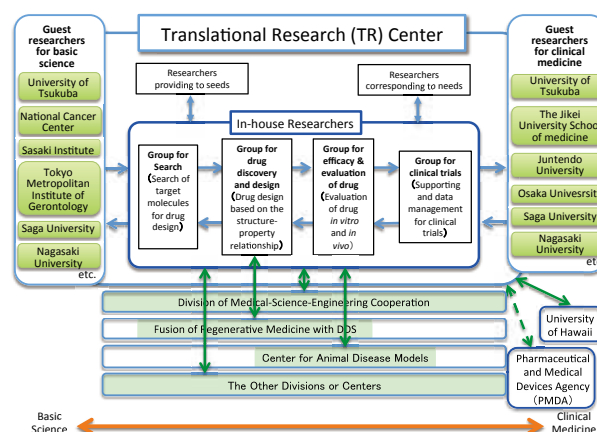 Translational Research (TR) Center
Guest
researchers
for basic
science
University of
Tsukuba
National Cancer
Center
Sasaki Institute
Tokyo
Metropolitan
Institute of
Gerontology
Saga University
Nagasaki
University
etc.
Researchers
providing to seeds
Researchers
corresponding to needs
In-house Researchers
Group for
Search
(Search of
target
molecules
for drug
design)
Group for
drug
discovery
and design
(Drug design
based on the
structure-
property
relationship)
Group for
efficacy &
evaluation
of drug
(Evaluation
of drug
in vitro
and in
vivo)
Group for
clinical trials
(Supporting
and data
management
for clinical
trials)
Guest
researchers
for clinical
medicine
University of
Tsukuba
The Jikei
University School
of medicine
Juntendo
University
Osaka Univesrsity
Saga University
Nagasaki
University
et
Division of Medical-Science-Engineering Cooperation
Fusion of Regenerative Medicine with DDS
Center for Animal Disease Models
The Other Divisions or Centers
University
of Hawaii
Pharmaceutical
and Medical
Devices Agency
(PMDA)
Basic
Science
Clinical
Medicine